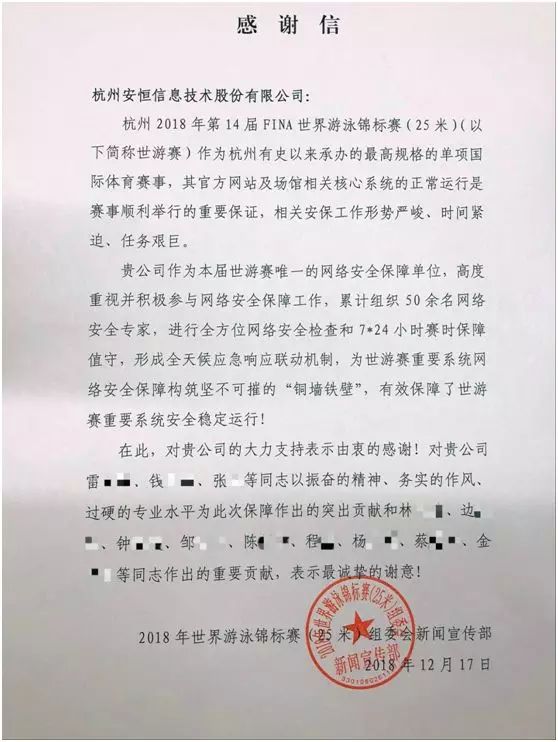 感谢信
杭州安恒信息技术股份有限公司：
杭州 2018 年第 14 届 FINA 世界游泳锦标赛（25 米）（以
下简称世游赛）作为杭州有史以来承办的最高规格的单项国
际体育赛事，其官方网站及场馆相关核心系统的正常运行是
赛事顺利举行的重要保证，相关安保工作形势严峻、时间紧
迫、任务艰巨。
贵公司作为本届世游赛唯一的网络安全保障单位，高度
重视并积极参与网络安全保障工作，累计组织 50 余名网络
安全专家，进行全方位网络安全检查和 7*24 小时赛时保障
值守，形成全天候应急响应联动机制，为世游赛重要系统网
络安全保障构筑坚不可摧的“铜墙铁壁”，有效保障了世游
赛重要系统安全稳定运行！
在此，对贵公司的大力支持表示由衷的感谢！对贵公司
雷、钱、张等同志以振奋的精神、务实的作风、
过硬的专业水平为此次保障作出的突出贡献和林、边
、钟、邹、陈、程、杨、蔡、金
等同志作出的重要贡献，表示最诚挚的谢意！
2018 年世界游泳锦标赛（25 米）组委会新闻宣传部
2018 年 12 月 17 日
2018年世界游泳锦标赛(25米)组委会
新闻宣传部